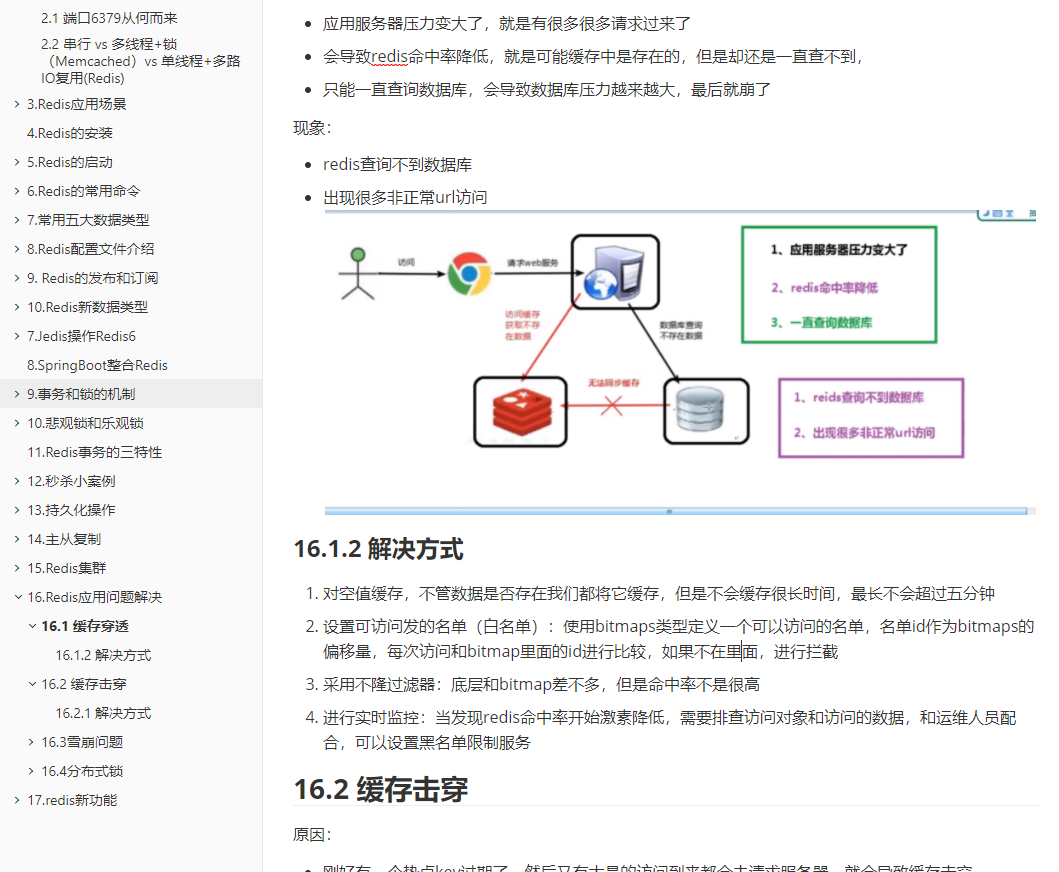 2.1 端口6379从何而来
2.2 串行 vs 多线程+锁
（Memcached）vs 单线程+多路
IO复用(Redis)
3.Redis应用场景
4.Redis的安装
5.Redis的启动
6.Redis的常用命令
7.常用五大数据类型
8.Redis配置文件介绍
9. Redis的发布和订阅
10.Redis新数据类型
7.Jedis操作Redis6
8.SpringBoot整合Redis
9.事务和锁的机制
10.悲观锁和乐观锁
11.Redis事务的三特性
12.秒杀小案例
13.持久化操作
14.主从复制
15.Redis集群
16.Redis应用问题解决
16.1 缓存穿透
16.1.2 解决方式
16.2 缓存击穿
16.2.1 解决方式
16.3雪崩问题
16.4分布式锁
17.redis新功能
应用服务器压力变大了，就是有很多很多请求过来了
会导致redis命中率降低，就是可能缓存中是存在的，但是却还是一直查不到，
只能一直查询数据库，会导致数据库压力越来越大，最后就崩了
现象：
redis查询不到数据库
出现很多非正常url访问
访问
请求web服务
访问缓存
获取不存
在数据
数据库查询
不存在数据
无法同步缓存
1、应用服务器压力变大了
2、redis命中率降低
3、一直查询数据库
1、reids查询不到数据库
2、出现很多非正常url访问
16.1.2 解决方式
1. 对空值缓存，不管数据是否存在我们都将它缓存，但是不会缓存很长时间，最长不会超过五分钟
2. 设置可访问发的名单（白名单）：使用bitmaps类型定义一个可以访问的名单，名单id作为bitmaps的
偏移量，每次访问和bitmap里面的id进行比较，如果不在里面，进行拦截
3. 采用不隆过滤器：底层和bitmap差不多，但是命中率不是很高
4. 进行实时监控：当发现redis命中率开始激素降低，需要排查访问对象和访问的数据，和运维人员配
合，可以设置黑名单限制服务
16.2 缓存击穿
原因：